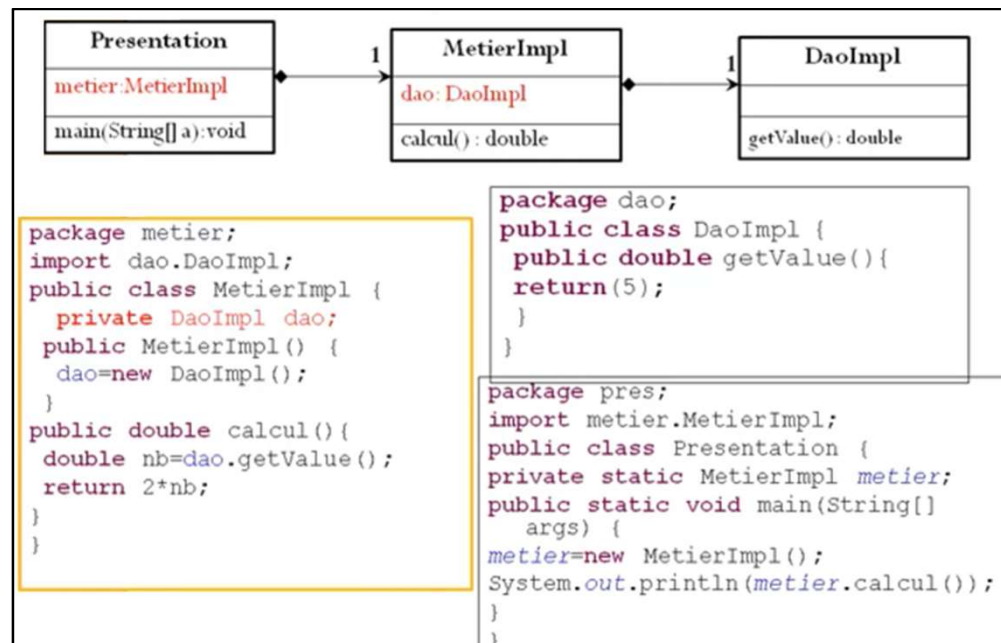 Presentation
metier:MetierImpl
main(String[] a):void
1
MetierImpl
dao: DaoImpl
calcul() : double
1
DaoImpl
getValue() : double
package metier;
import dao.DaoImpl;
public class MetierImpl {
private DaoImpl dao;
public MetierImpl() {
dao=new DaoImpl();
}
public double calcul(){
double nb=dao.getValue();
return 2*nb;
}
}
package dao;
public class DaoImpl {
public double getValue(){
return(5);
}
}
package pres;
import metier.MetierImpl;
public class Presentation {
private static MetierImpl metier;
public static void main(String[]
args) {
metier=new MetierImpl();
System.out.println(metier.calcul());
}
}